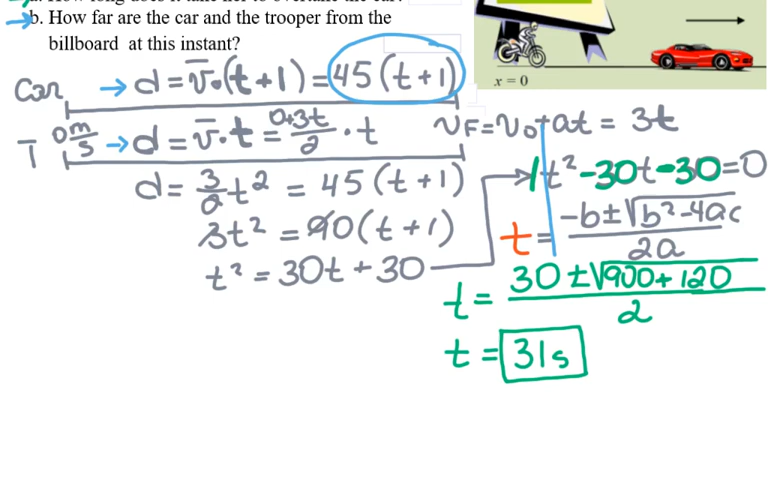 b. How far are the car and the trooper from the
billboard at this instant?
x = 0
Car → d = v̅·(t+1) = 45(t+1)
T 0 m/s → d = v̅·t = (0+3t)/2 · t
VF = V0 + at = 3t
d = 3/2 t² = 45(t+1)
3t² = 90(t+1)
t² = 30t + 30
1t² - 30t - 30 = 0
t = (-b ± √(b² - 4ac))/2a
t = (30 ± √(900 + 120))/2
t = 31s